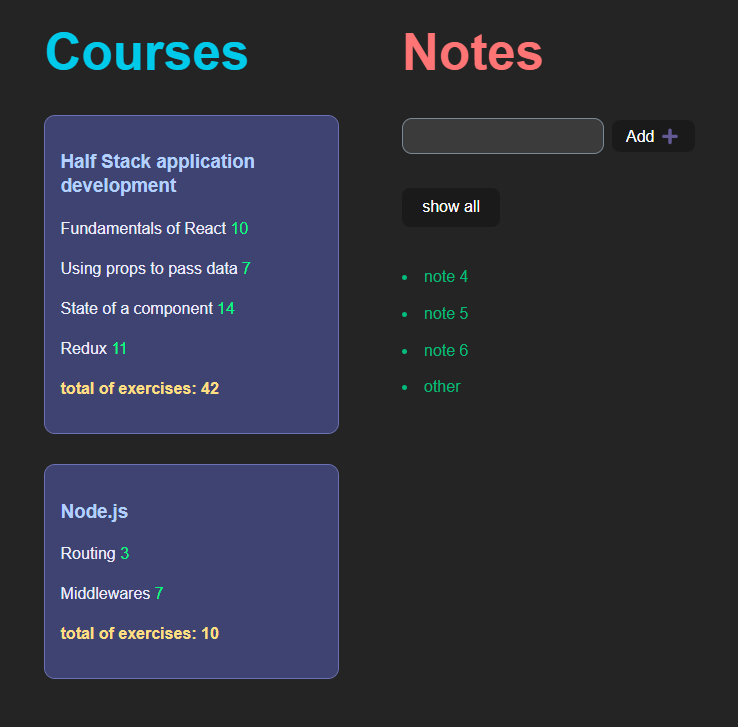 Courses
Half Stack application
development
Fundamentals of React 10
Using props to pass data 7
State of a component 14
Redux 11
total of exercises: 42
Node.js
Routing 3
Middlewares 7
total of exercises: 10
Notes
Add
show all
note 4
note 5
note 6
other